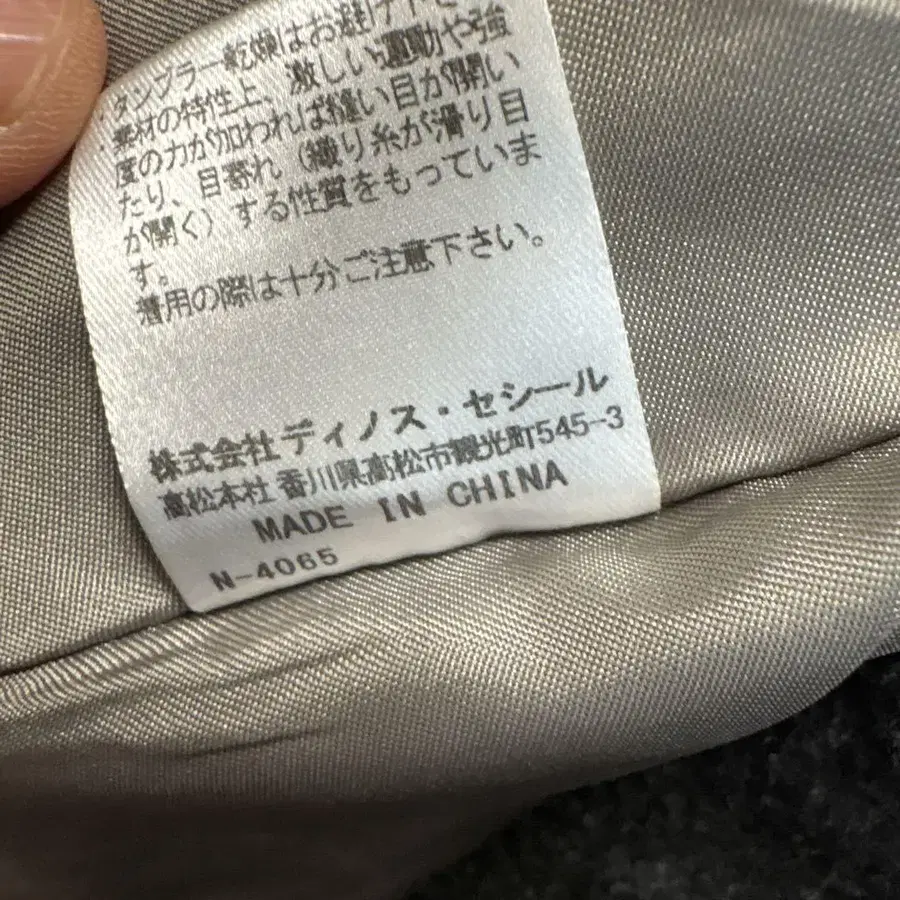 ・タンブラー乾燥はお避け下さ
・素材の特性上、激しい運動や強
度の力が加われば縫い目が開い
たり、目寄れ(織り糸が滑り目
が開く)する性質をもっていま
す。
着用の際は十分ご注意下さい。
株式会社ディノス・セシール
高松本社 香川県高松市観光町545-3
MADE IN CHINA
N-4065